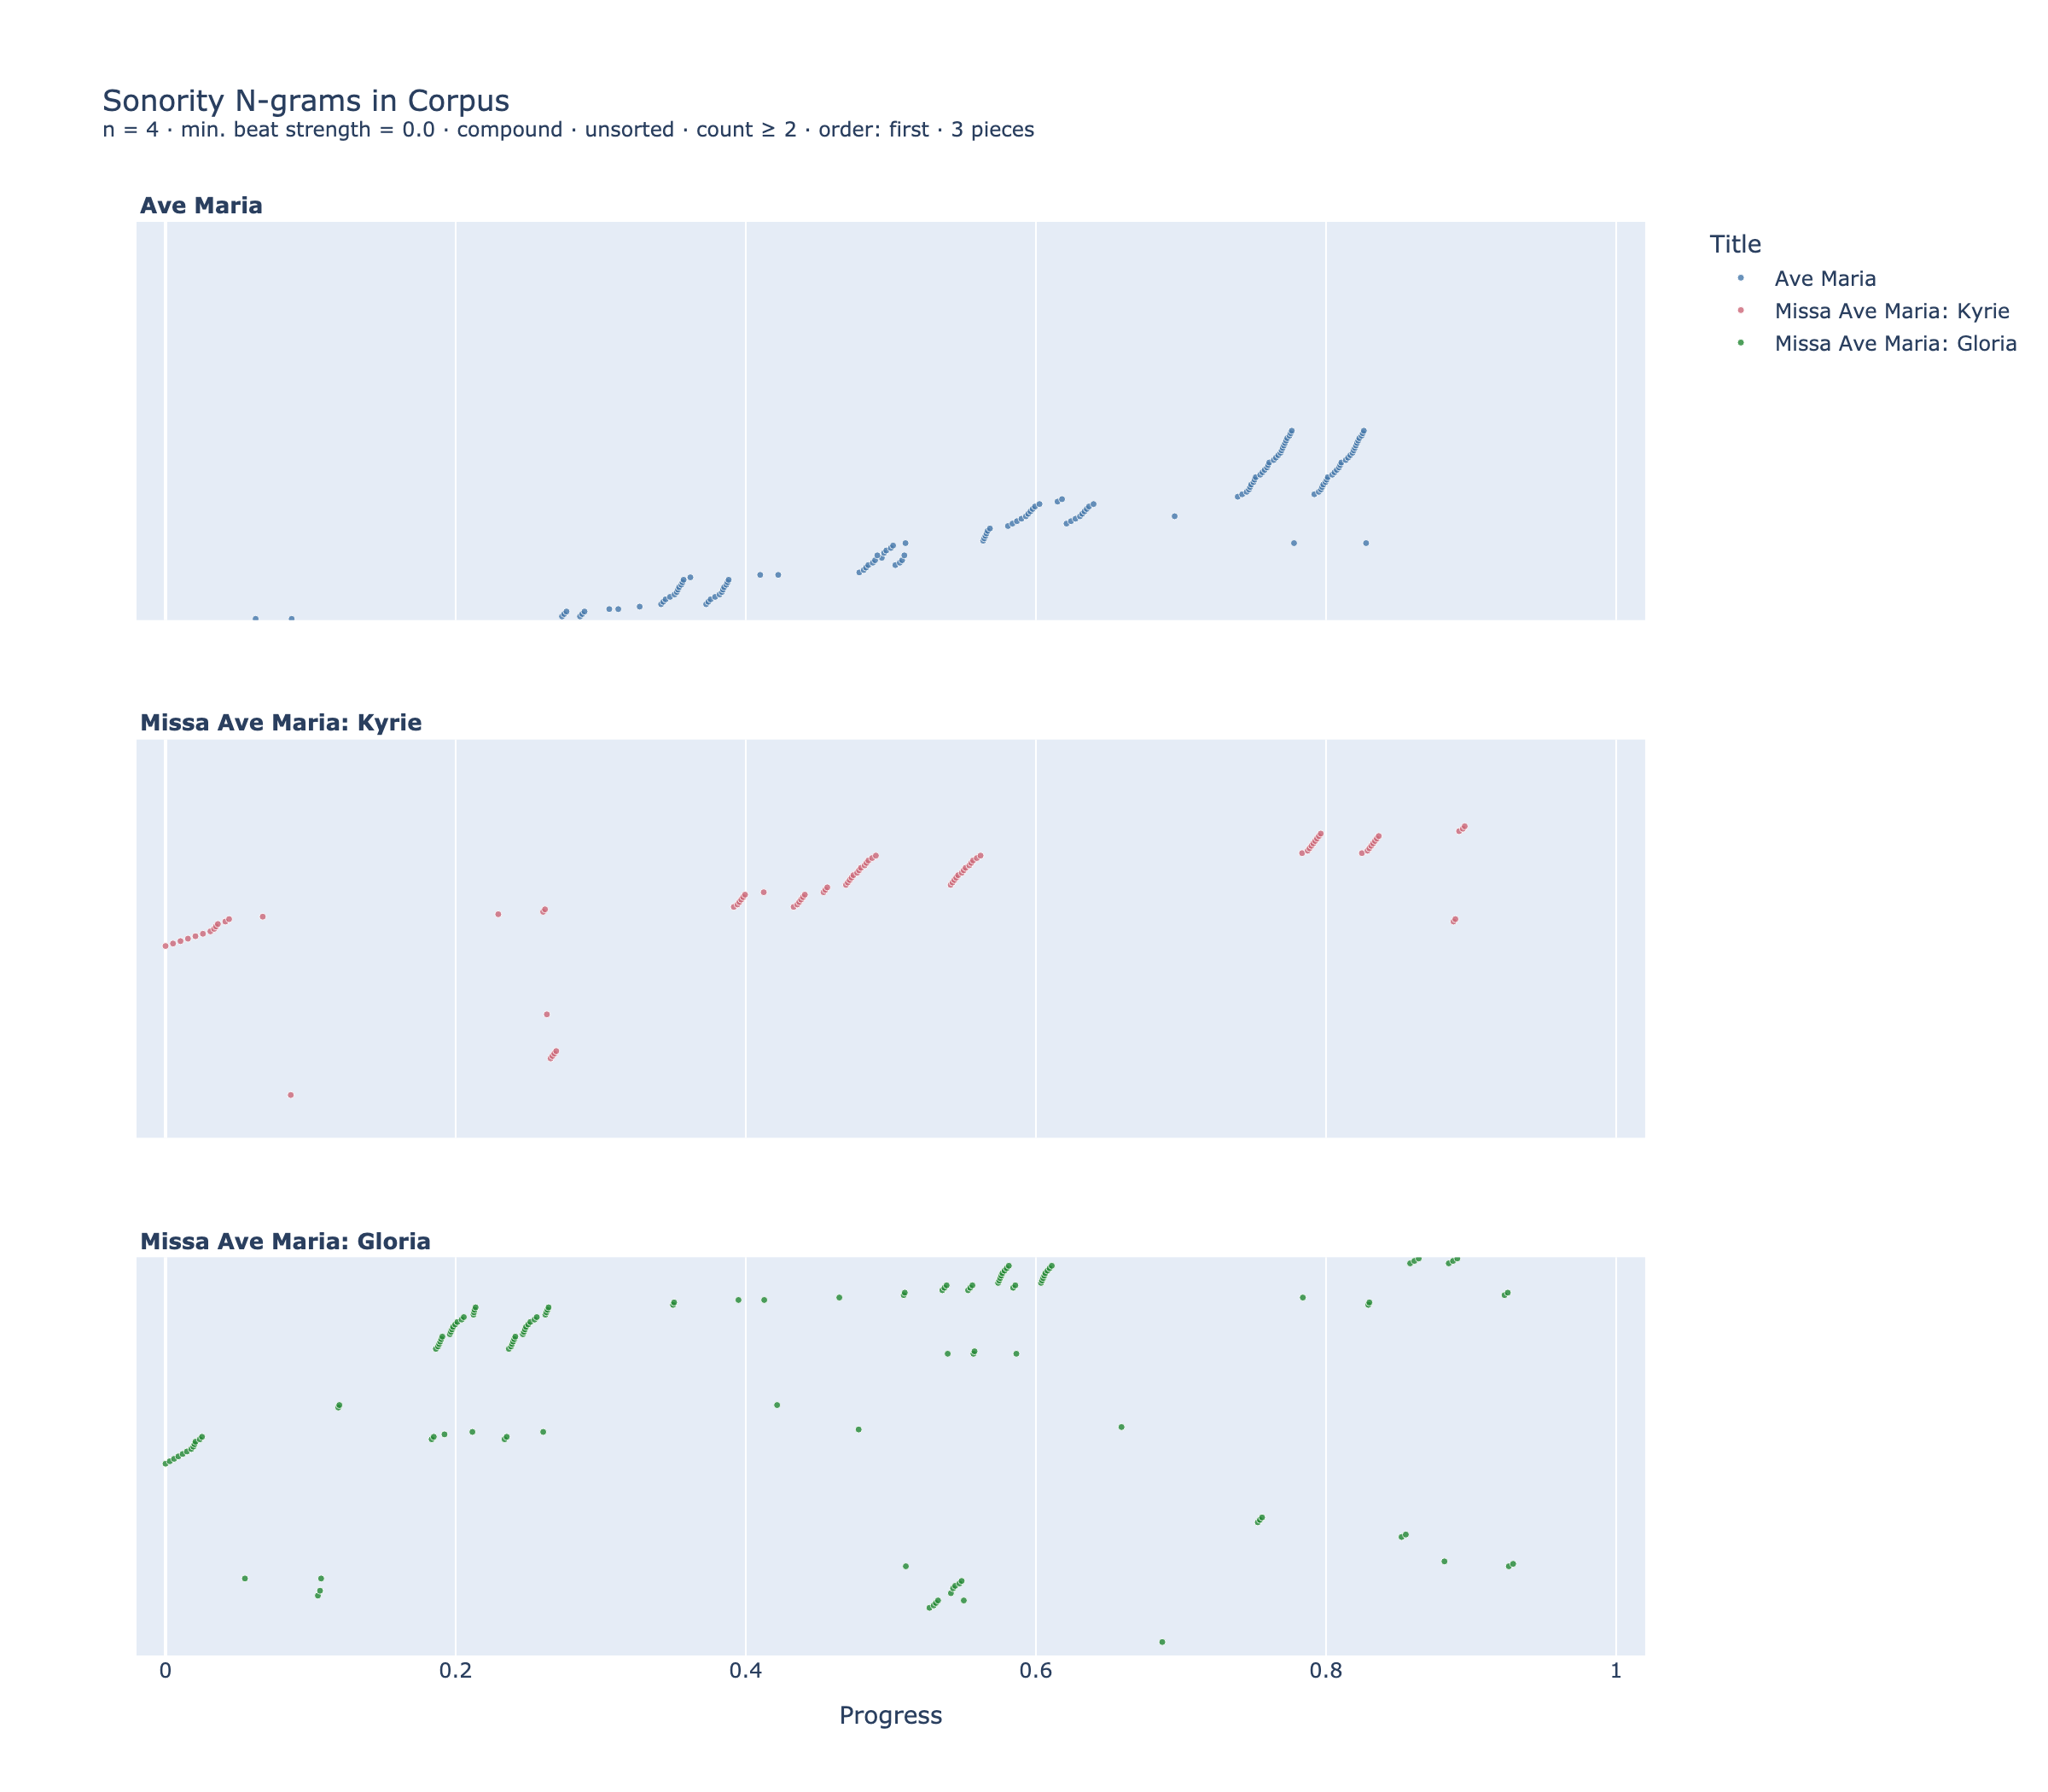 Sonority N-grams in Corpus
n = 4 · min. beat strength = 0.0 · compound · unsorted · count ≥ 2 · order: first · 3 pieces
Ave Maria
Title
Ave Maria
Missa Ave Maria: Kyrie
Missa Ave Maria: Gloria
Missa Ave Maria: Kyrie
Missa Ave Maria: Gloria
0 0.2 0.4 0.6 0.8 1
Progress